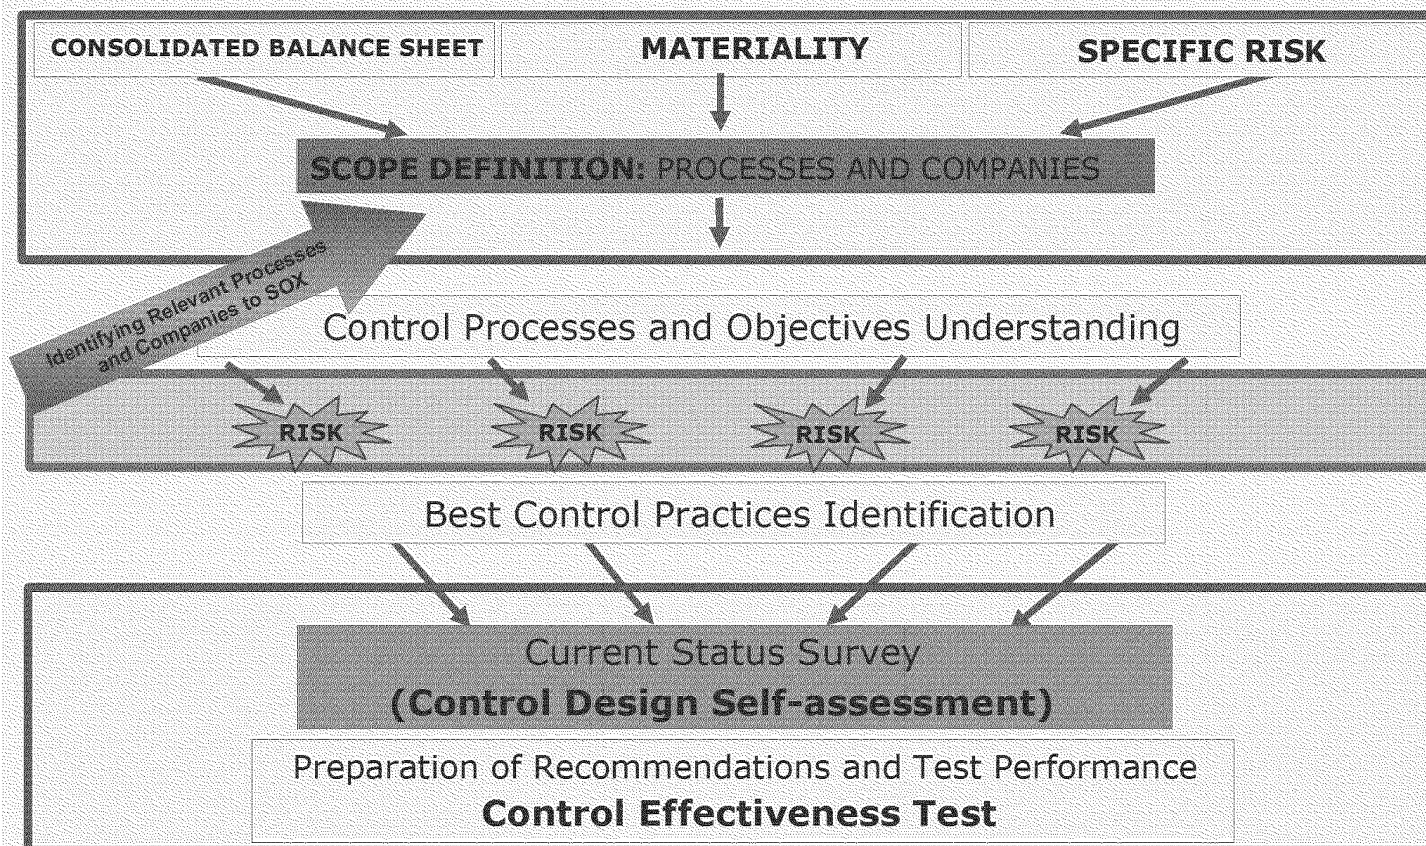 CONSOLIDATED BALANCE SHEET
MATERIALITY
SPECIFIC RISK
SCOPE DEFINITION: PROCESSES AND COMPANIES
Identifying Relevant Processes
and Companies to SOX
Control Processes and Objectives Understanding
RISK
RISK
RISK
RISK
Best Control Practices Identification
Current Status Survey
(Control Design Self-assessment)
Preparation of Recommendations and Test Performance
Control Effectiveness Test